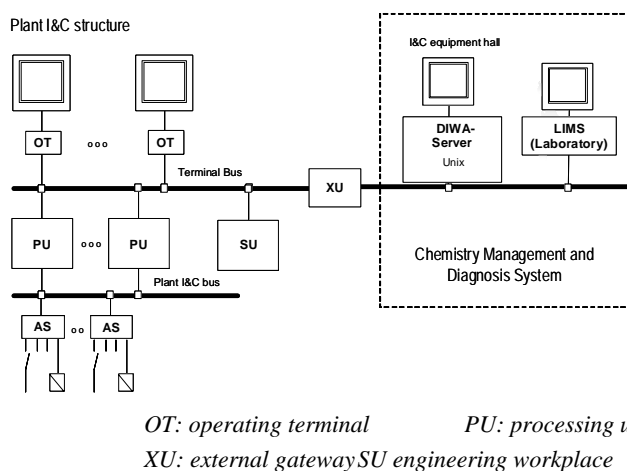 Plant I&C structure
I&C equipment hall
OT
o o o
OT
DIWA-
Server
Unix
LIMS
(Laboratory)
Terminal Bus
XU
PU
o o o
PU
SU
Chemistry Management and
Diagnosis System
Plant I&C bus
AS
o o
AS
OT: operating terminal PU: processing u
XU: external gateway SU engineering workplace